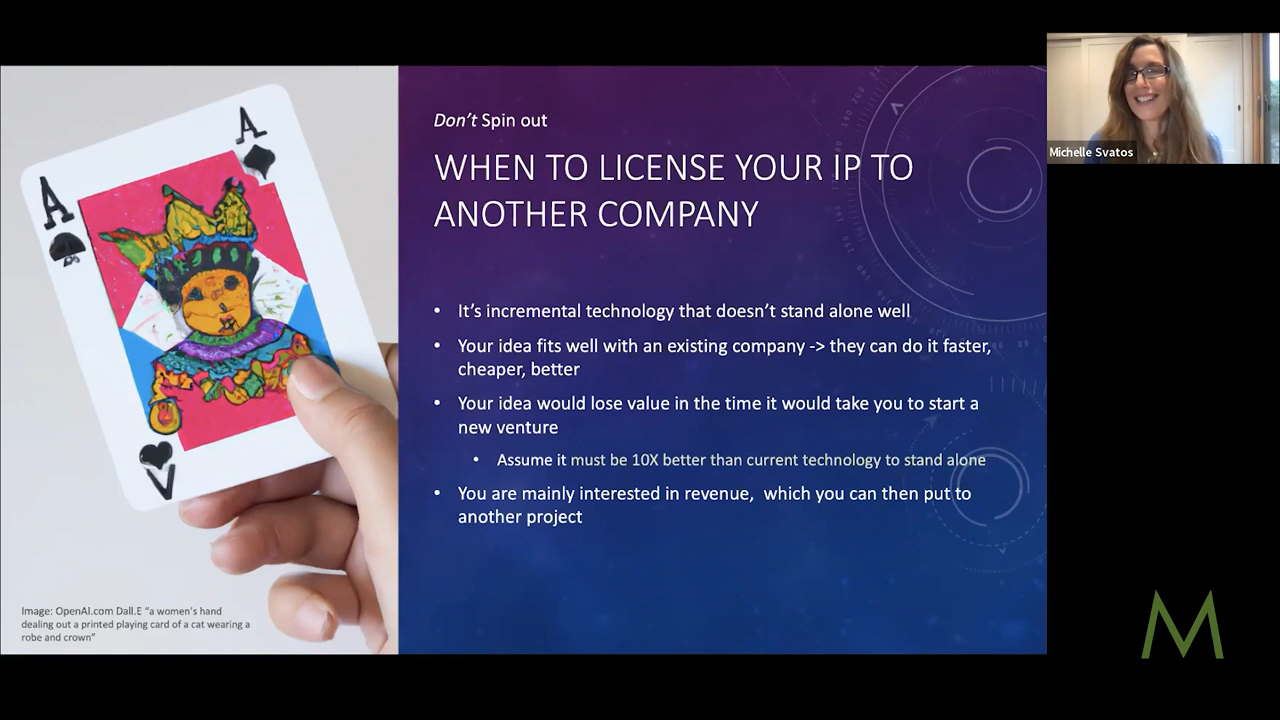 Don't Spin out
WHEN TO LICENSE YOUR IP TO
ANOTHER COMPANY
• It's incremental technology that doesn't stand alone well
• Your idea fits well with an existing company -> they can do it faster,
cheaper, better
• Your idea would lose value in the time it would take you to start a
new venture
• Assume it must be 10X better than current technology to stand alone
• You are mainly interested in revenue,  which you can then put to
another project
A
A
A
Image: OpenAI.com Dall.E "a women's hand
dealing out a printed playing card of a cat wearing a
robe and crown"
Michelle Svatos
M